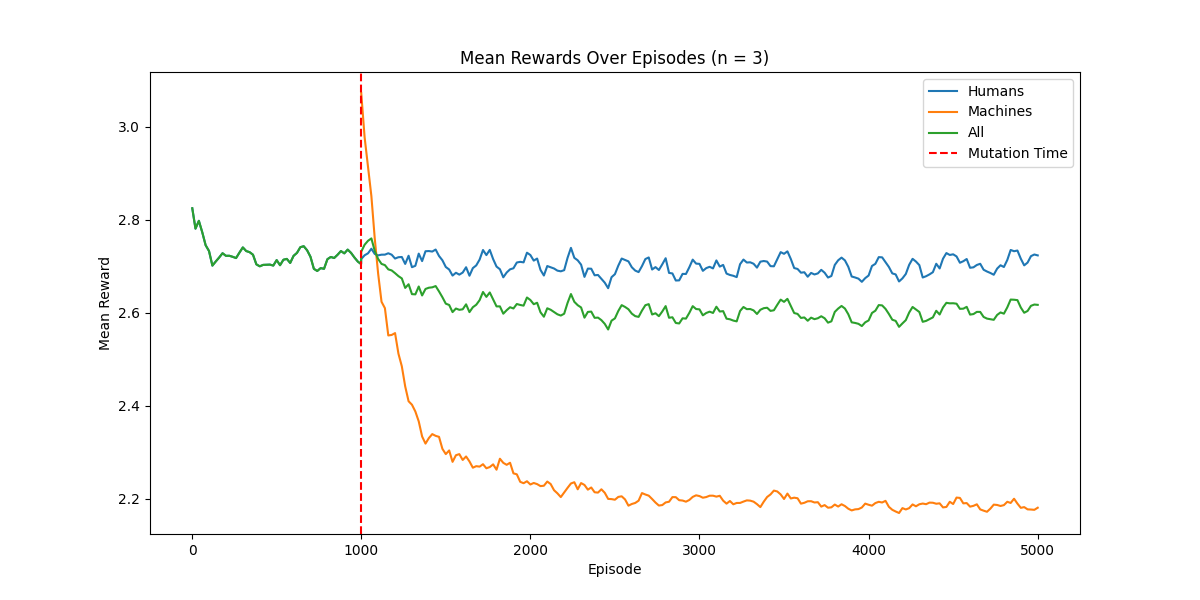 Mean Rewards Over Episodes (n = 3)
Humans
Machines
All
Mutation Time
Mean Reward
3.0
2.8
2.6
2.4
2.2
0 1000 2000 3000 4000 5000
Episode